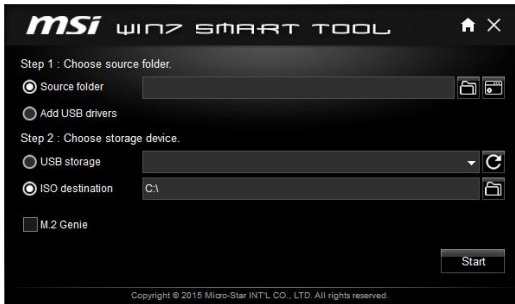 msi WIN7 SMART TOOL
Step 1 : Choose source folder.
Source folder
Add USB drivers
Step 2 : Choose storage device.
USB storage
ISO destination C:\
M.2 Genie
Start
Copyright © 2015 Micro-Star INT'L CO., LTD. All rights reserved.